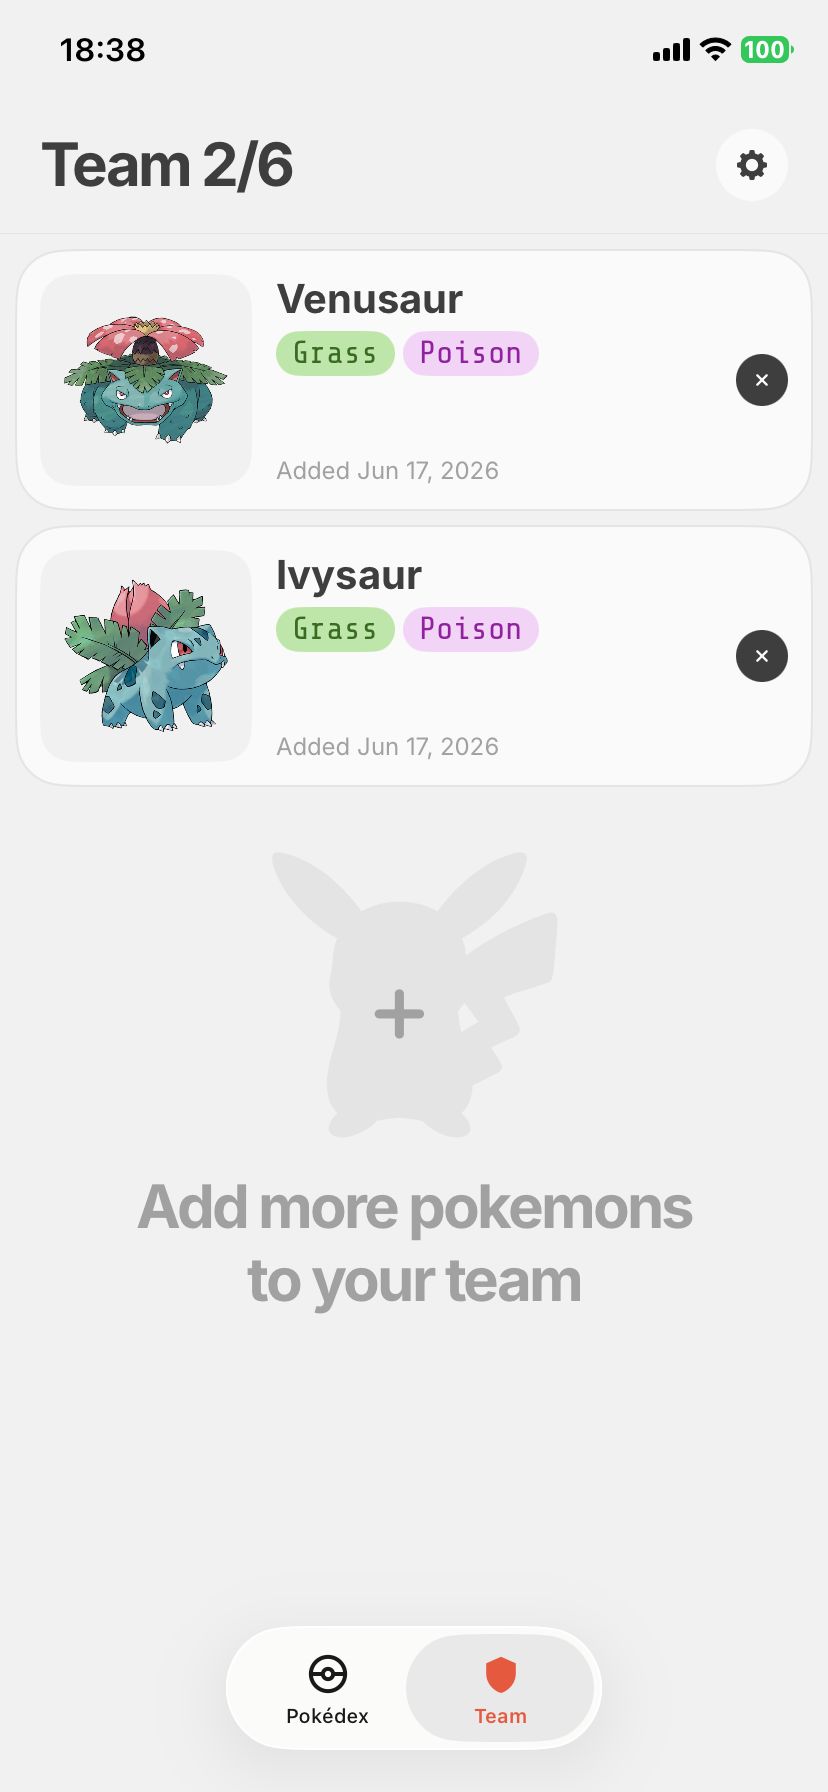 18:38
100
Team 2/6
Venusaur
Grass Poison
Added Jun 17, 2026
Ivysaur
Grass Poison
Added Jun 17, 2026
Add more pokemons
to your team
Pokédex Team